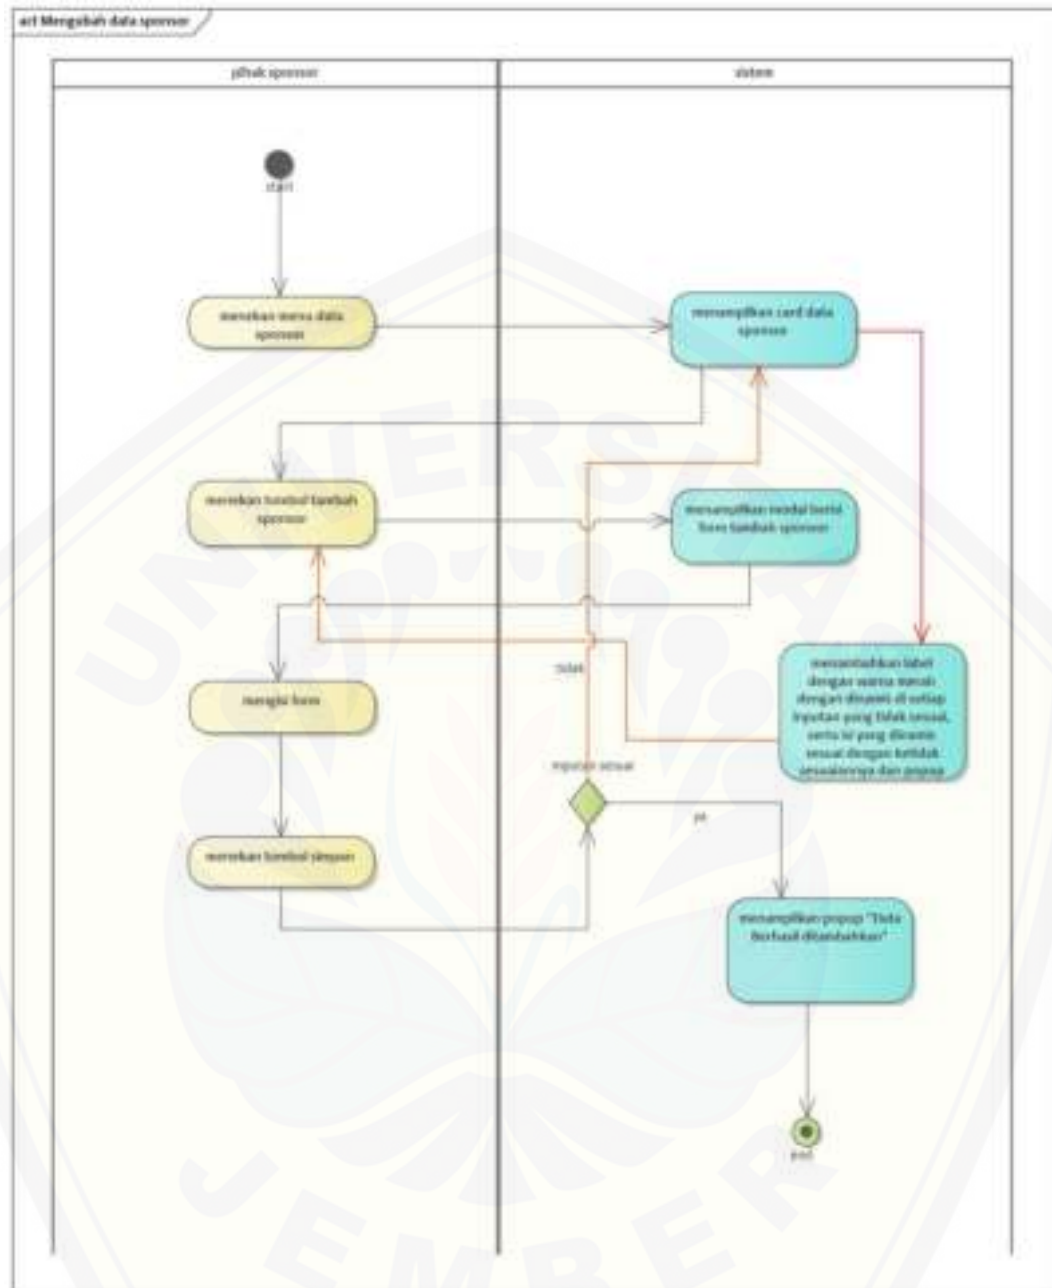 act Mengubah data sponsor
pihak sponsor
sistem
start
menekan menu data
sponsor
menampilkan card data
sponsor
menekan tombol tambah
sponsor
menampilkan modal berisi
form tambah sponsor
menambahkan label
dengan warna merah
dengan dinamis di setiap
inputan yang tidak sesuai,
serta isi yang dinamis
sesuai dengan ketidak
sesuaiannya dan popup
tidak
mengisi form
inputan sesuai
ya
menekan tombol simpan
menampilkan popup "Data
Berhasil ditambahkan"
end
UNIVERSITAS
JEMBER